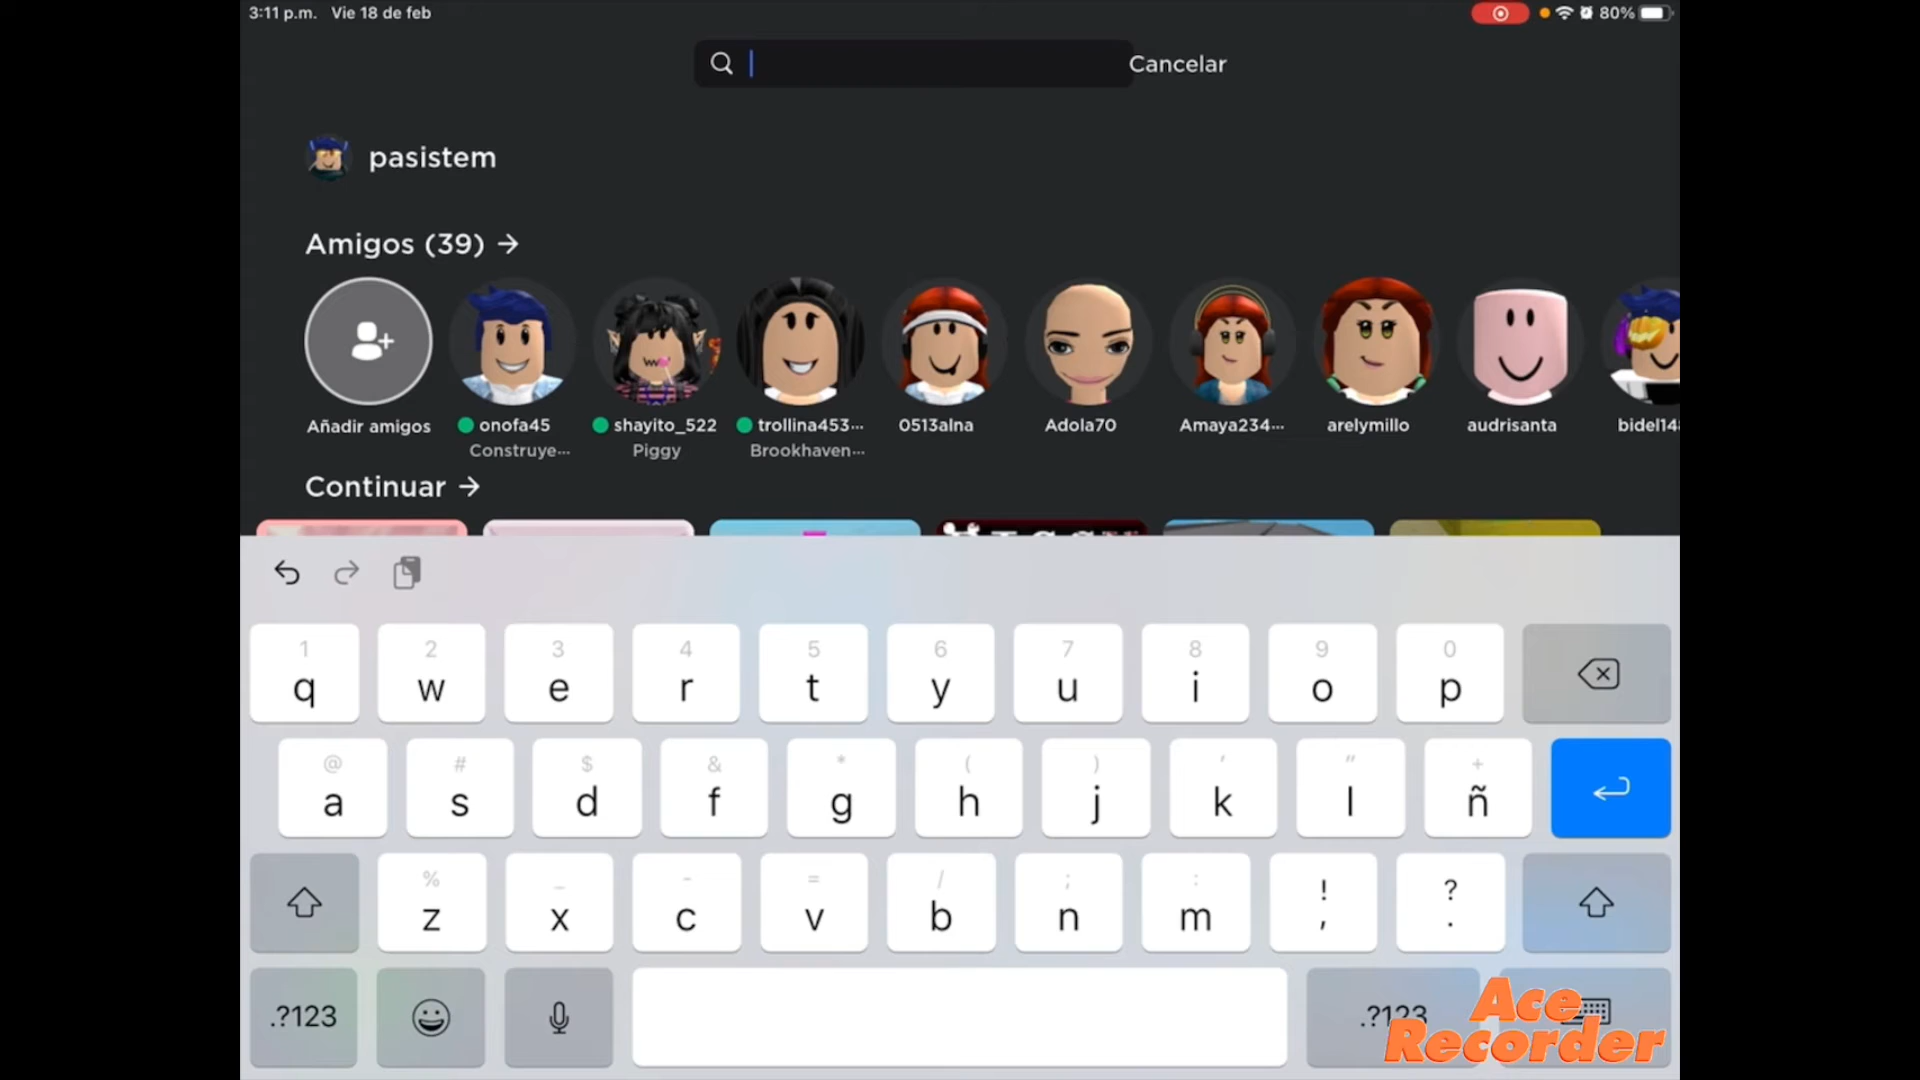 3:11 p.m. Vie 18 de feb 80%
Cancelar
pasistem
Amigos (39) →
Añadir amigos onofa45 shayito_522 trollina453... 0513alna Adola70 Amaya234... arelymillo audrisanta bidel148
Construye... Piggy Brookhaven...
Continuar →
1 2 3 4 5 6 7 8 9 0
q w e r t y u i o p
@ # $ & * ( ) ' " +
a s d f g h j k l ñ
% _ - = / ; : ! ?
z x c v b n m , .
.?123 .?123
Ace
Recorder